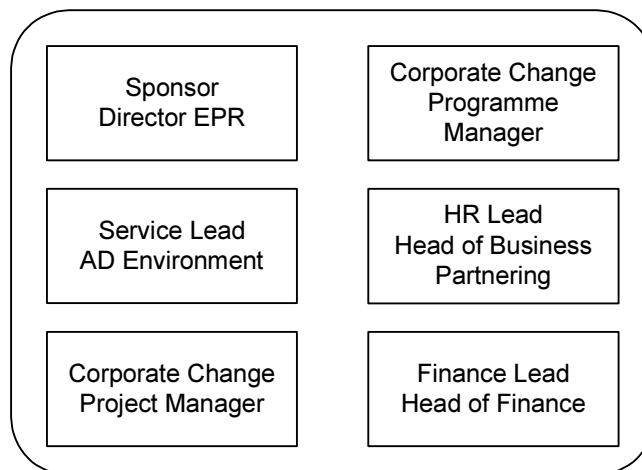 Sponsor
Director EPR
Corporate Change
Programme
Manager
Service Lead
AD Environment
HR Lead
Head of Business
Partnering
Corporate Change
Project Manager
Finance Lead
Head of Finance